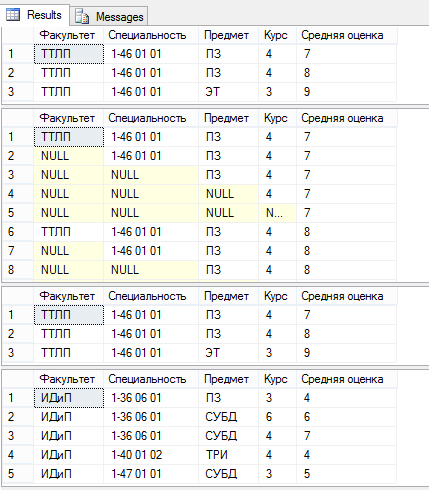 Results Messages
Факультет Специальность Предмет Курс Средняя оценка
1 ТТЛП 1-46 01 01 ПЗ 4 7
2 ТТЛП 1-46 01 01 ПЗ 4 8
3 ТТЛП 1-46 01 01 ЭТ 3 9
Факультет Специальность Предмет Курс Средняя оценка
1 ТТЛП 1-46 01 01 ПЗ 4 7
2 NULL 1-46 01 01 ПЗ 4 7
3 NULL NULL ПЗ 4 7
4 NULL NULL NULL 4 7
5 NULL NULL NULL N... 7
6 ТТЛП 1-46 01 01 ПЗ 4 8
7 NULL 1-46 01 01 ПЗ 4 8
8 NULL NULL ПЗ 4 8
Факультет Специальность Предмет Курс Средняя оценка
1 ТТЛП 1-46 01 01 ПЗ 4 7
2 ТТЛП 1-46 01 01 ПЗ 4 8
3 ТТЛП 1-46 01 01 ЭТ 3 9
Факультет Специальность Предмет Курс Средняя оценка
1 ИДиП 1-36 06 01 ПЗ 3 4
2 ИДиП 1-36 06 01 СУБД 6 6
3 ИДиП 1-36 06 01 СУБД 4 7
4 ИДиП 1-40 01 02 ТРИ 4 4
5 ИДиП 1-47 01 01 СУБД 3 5